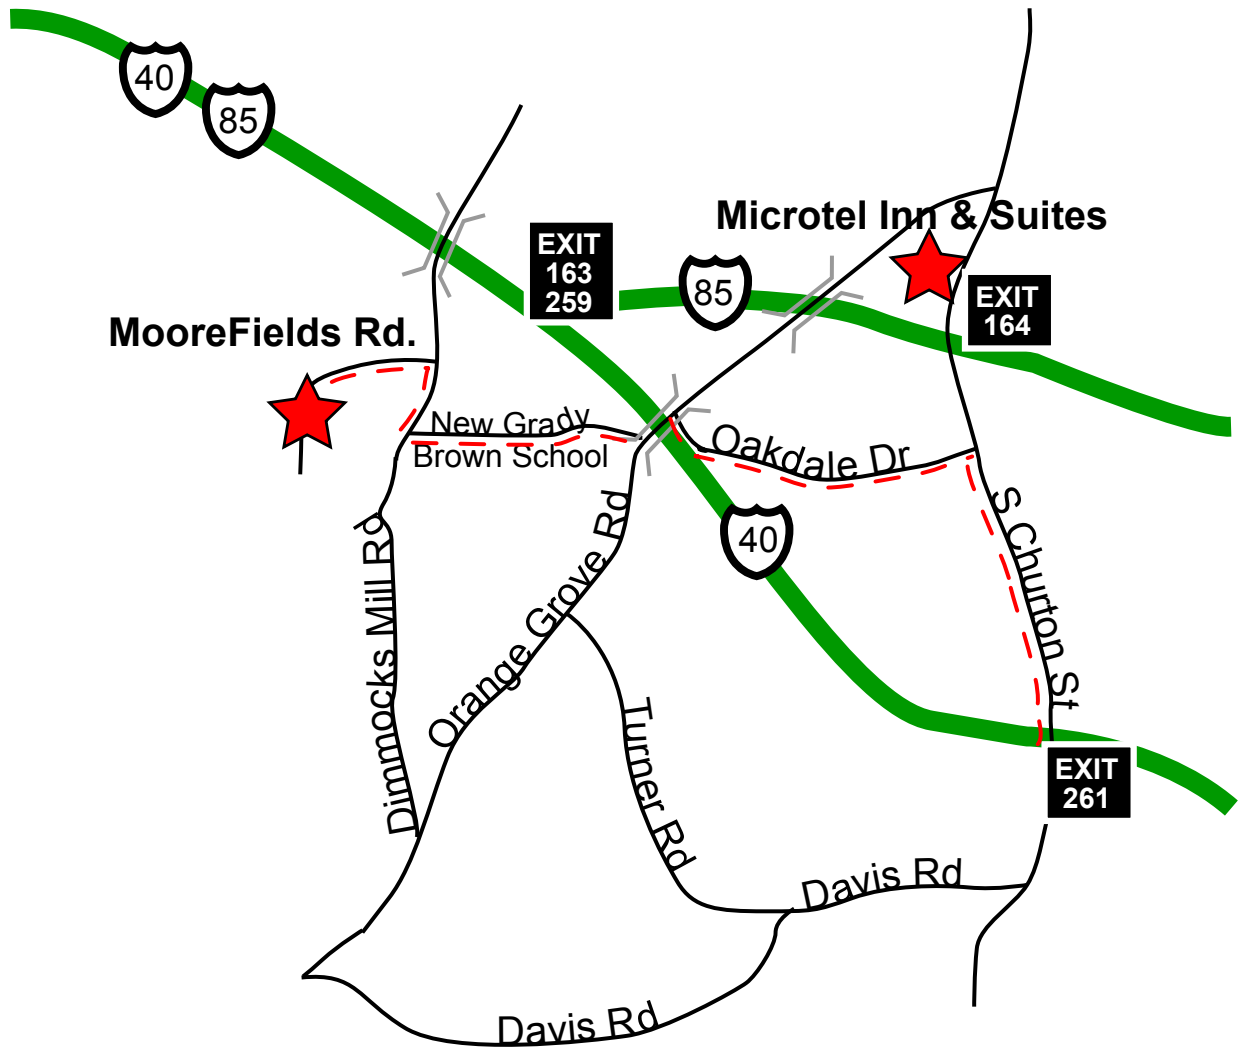 40
85
Microtel Inn & Suites
EXIT
163
259
85
EXIT
164
MooreFields Rd.
New Grady
Brown School
Oakdale Dr
S Churton St
Orange Grove Rd
Dimmocks Mill Rd
40
Turner Rd
EXIT
261
Davis Rd
Davis Rd